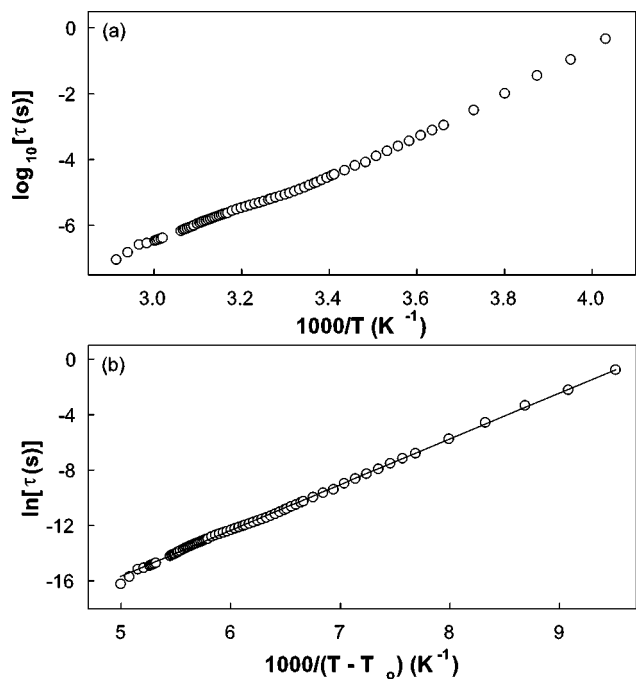 (a)
log10[τ(s)]
0
-2
-4
-6
3.0 3.2 3.4 3.6 3.8 4.0
1000/T (K-1)
(b)
ln[τ(s)]
0
-4
-8
-12
-16
5 6 7 8 9
1000/(T - To) (K-1)